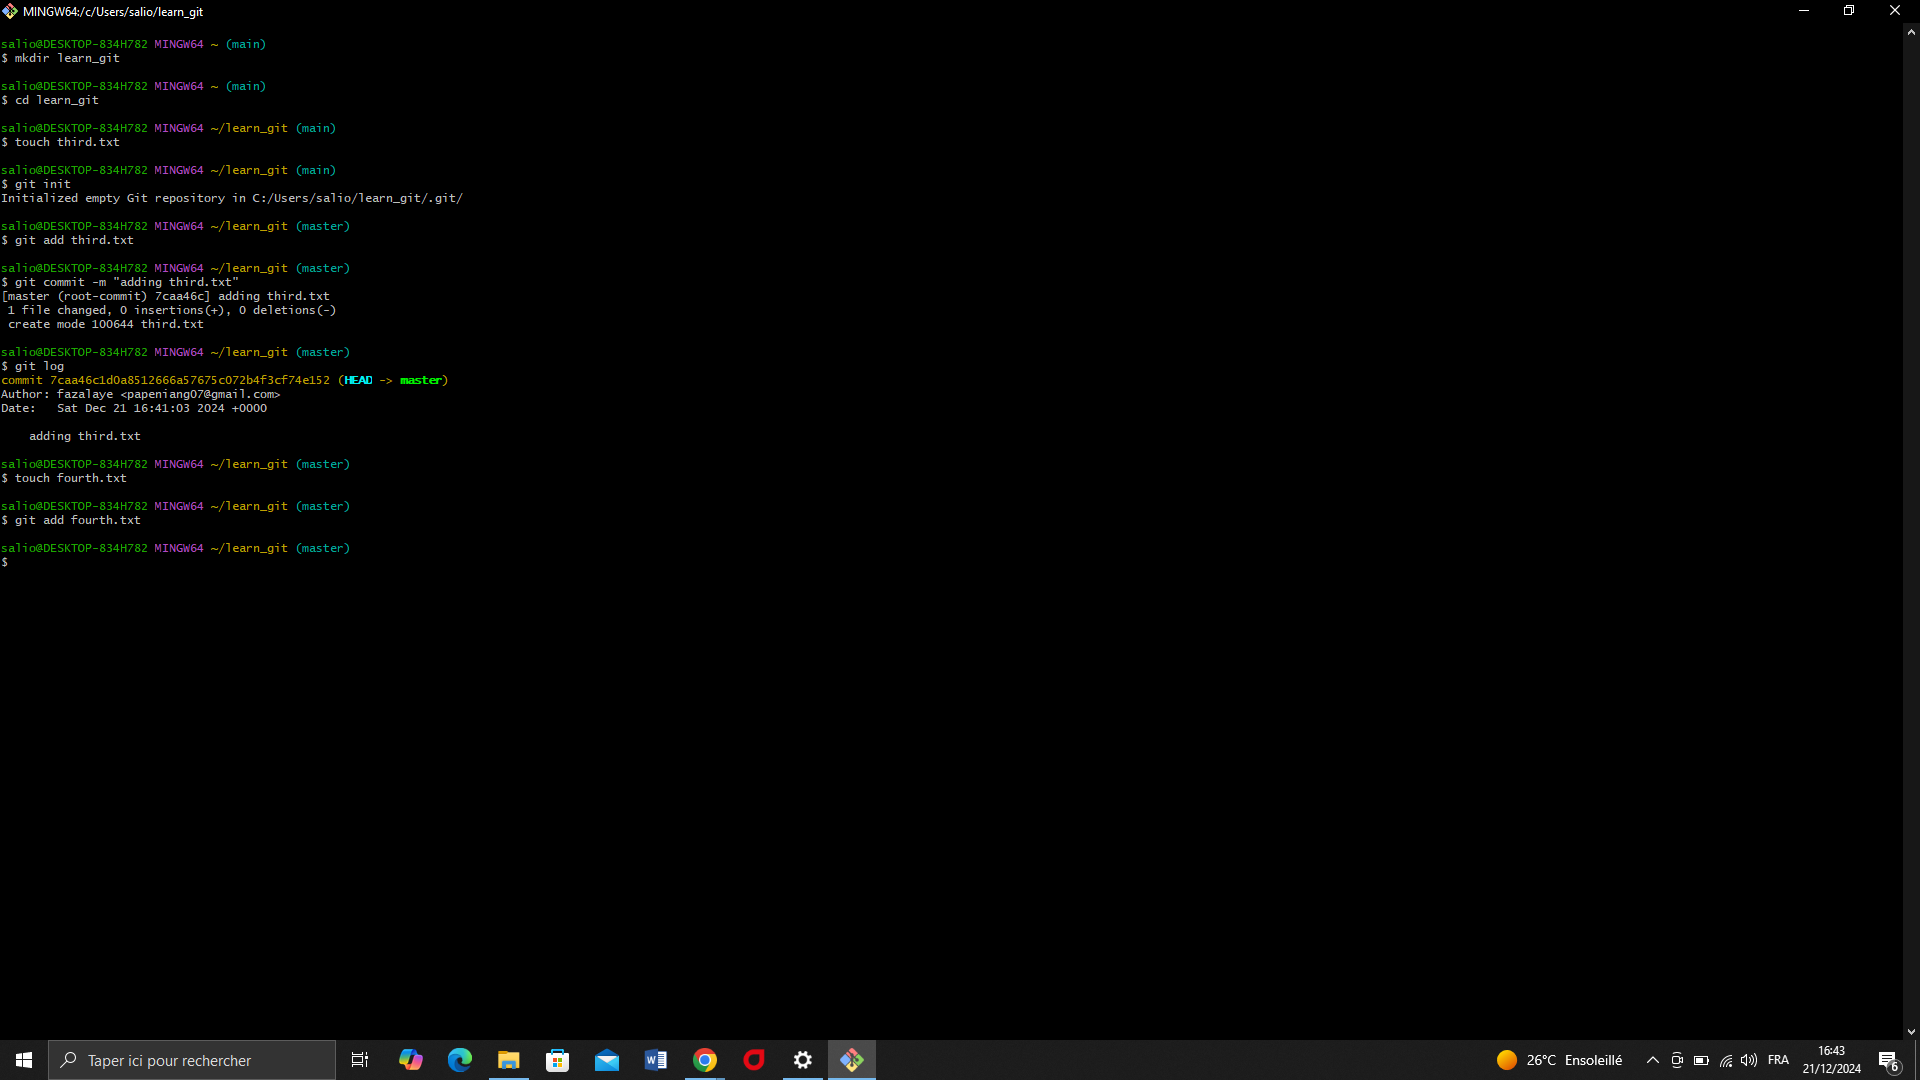 MINGW64:/c/Users/salio/learn_git
salio@DESKTOP-834H782 MINGW64 ~ (main)
$ mkdir learn_git
salio@DESKTOP-834H782 MINGW64 ~ (main)
$ cd learn_git
salio@DESKTOP-834H782 MINGW64 ~/learn_git (main)
$ touch third.txt
salio@DESKTOP-834H782 MINGW64 ~/learn_git (main)
$ git init
Initialized empty Git repository in C:/Users/salio/learn_git/.git/
salio@DESKTOP-834H782 MINGW64 ~/learn_git (master)
$ git add third.txt
salio@DESKTOP-834H782 MINGW64 ~/learn_git (master)
$ git commit -m "adding third.txt"
[master (root-commit) 7caa46c] adding third.txt
1 file changed, 0 insertions(+), 0 deletions(-)
create mode 100644 third.txt
salio@DESKTOP-834H782 MINGW64 ~/learn_git (master)
$ git log
commit 7caa46c1d0a8512666a57675c072b4f3cf74e152 (HEAD -> master)
Author: fazalaye <papeniang07@gmail.com>
Date:   Sat Dec 21 16:41:03 2024 +0000
adding third.txt
salio@DESKTOP-834H782 MINGW64 ~/learn_git (master)
$ touch fourth.txt
salio@DESKTOP-834H782 MINGW64 ~/learn_git (master)
$ git add fourth.txt
salio@DESKTOP-834H782 MINGW64 ~/learn_git (master)
$
Taper ici pour rechercher
26°C Ensoleillé
FRA
16:43
21/12/2024
6